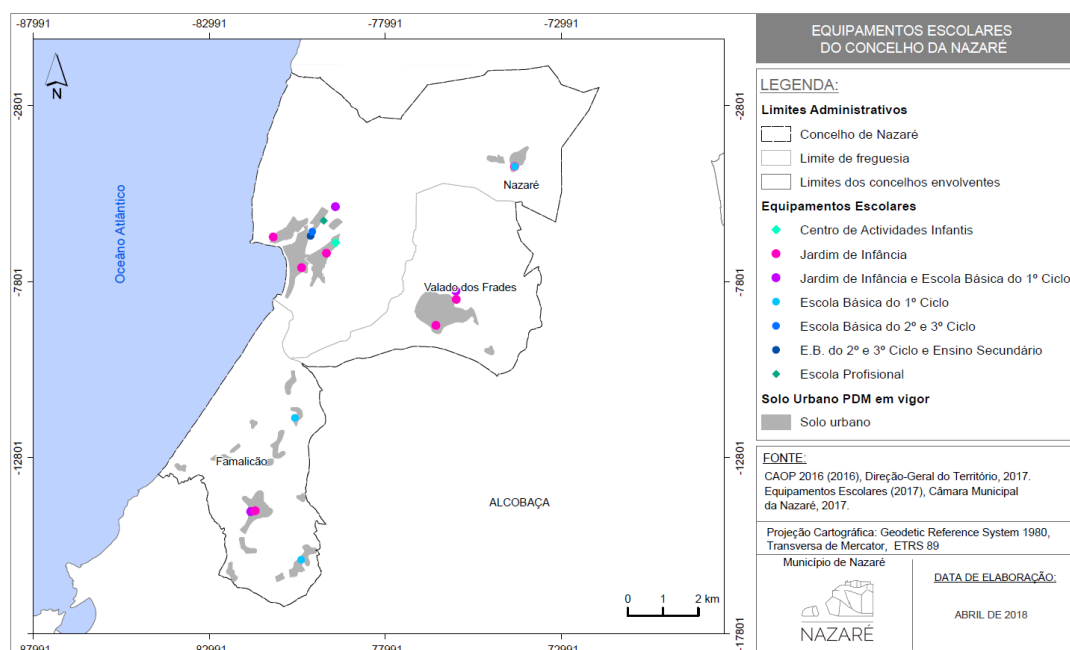 -87991
-82991
-77991
-72991
EQUIPAMENTOS ESCOLARES
DO CONCELHO DA NAZARÉ
N
-2801
-2801
LEGENDA:
Limites Administrativos
Concelho de Nazaré
Limite de freguesia
Limites dos concelhos envolventes
Equipamentos Escolares
Centro de Actividades Infantis
Jardim de Infância
Jardim de Infância e Escola Básica do 1º Ciclo
Escola Básica do 1º Ciclo
Escola Básica do 2º e 3º Ciclo
E.B. do 2º e 3º Ciclo e Ensino Secundário
Escola Profisional
Solo Urbano PDM em vigor
Solo urbano
Nazaré
Oceâno Atlântico
-7801
Valado dos Frades
-7801
-12801
Famalicão
-12801
ALCOBAÇA
FONTE:
CAOP 2016 (2016), Direção-Geral do Território, 2017.
Equipamentos Escolares (2017), Câmara Municipal
da Nazaré, 2017.
Projeção Cartográfica: Geodetic Reference System 1980,
Transversa de Mercator, ETRS 89
Município de Nazaré
NAZARÉ
DATA DE ELABORAÇÃO:
ABRIL DE 2018
0 1 2 km
-17801
-87991
-82991
-77991
-72991